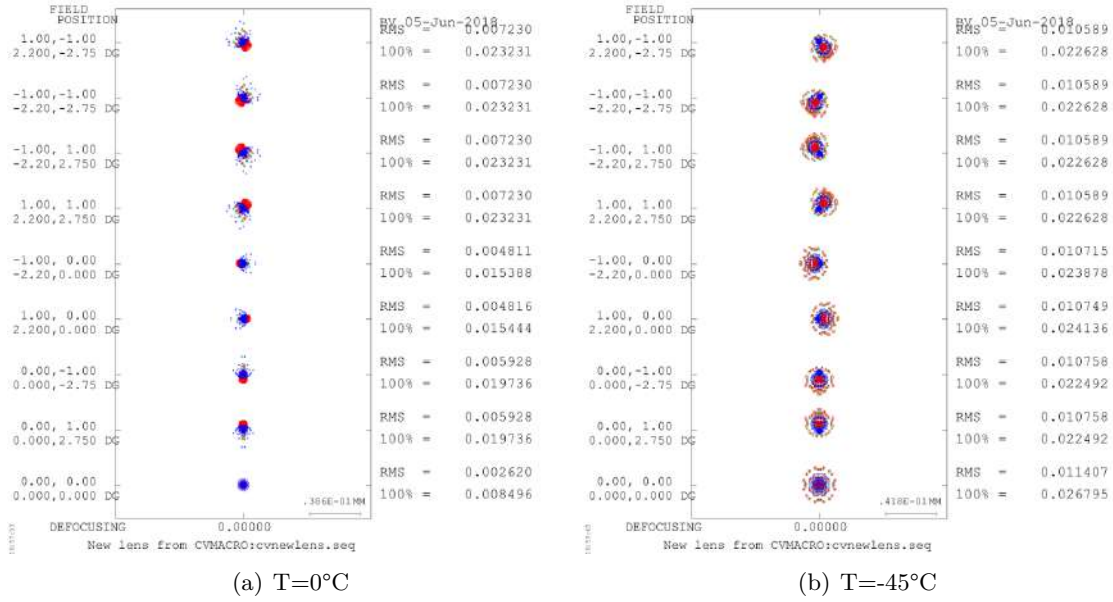 FIELD
POSITION
BV 05-Jun-2018
1.00,-1.00
2.200,-2.75 DG
RMS = 0.007230
100% = 0.023231
-1.00,-1.00
-2.20,-2.75 DG
RMS = 0.007230
100% = 0.023231
-1.00, 1.00
-2.20,2.750 DG
RMS = 0.007230
100% = 0.023231
1.00, 1.00
2.200,2.750 DG
RMS = 0.007230
100% = 0.023231
-1.00, 0.00
-2.20,0.000 DG
RMS = 0.004811
100% = 0.015388
1.00, 0.00
2.200,0.000 DG
RMS = 0.004816
100% = 0.015444
0.00,-1.00
0.000,-2.75 DG
RMS = 0.005928
100% = 0.019736
0.00, 1.00
0.000,2.750 DG
RMS = 0.005928
100% = 0.019736
0.00, 0.00
0.000,0.000 DG
RMS = 0.002620
100% = 0.008496
.306E-01MM
DEFOCUSING 0.00000
New lens from CVMACRO:cvnewlens.seq
(a) T=0°C
FIELD
POSITION
BV 05-Jun-2018
1.00,-1.00
2.200,-2.75 DG
RMS = 0.010589
100% = 0.022628
-1.00,-1.00
-2.20,-2.75 DG
RMS = 0.010589
100% = 0.022628
-1.00, 1.00
-2.20,2.750 DG
RMS = 0.010589
100% = 0.022628
1.00, 1.00
2.200,2.750 DG
RMS = 0.010589
100% = 0.022628
-1.00, 0.00
-2.20,0.000 DG
RMS = 0.010715
100% = 0.023878
1.00, 0.00
2.200,0.000 DG
RMS = 0.010749
100% = 0.024136
0.00,-1.00
0.000,-2.75 DG
RMS = 0.010758
100% = 0.022492
0.00, 1.00
0.000,2.750 DG
RMS = 0.010758
100% = 0.022492
0.00, 0.00
0.000,0.000 DG
RMS = 0.011407
100% = 0.026795
.418E-01MM
DEFOCUSING 0.00000
New lens from CVMACRO:cvnewlens.seq
(b) T=-45°C